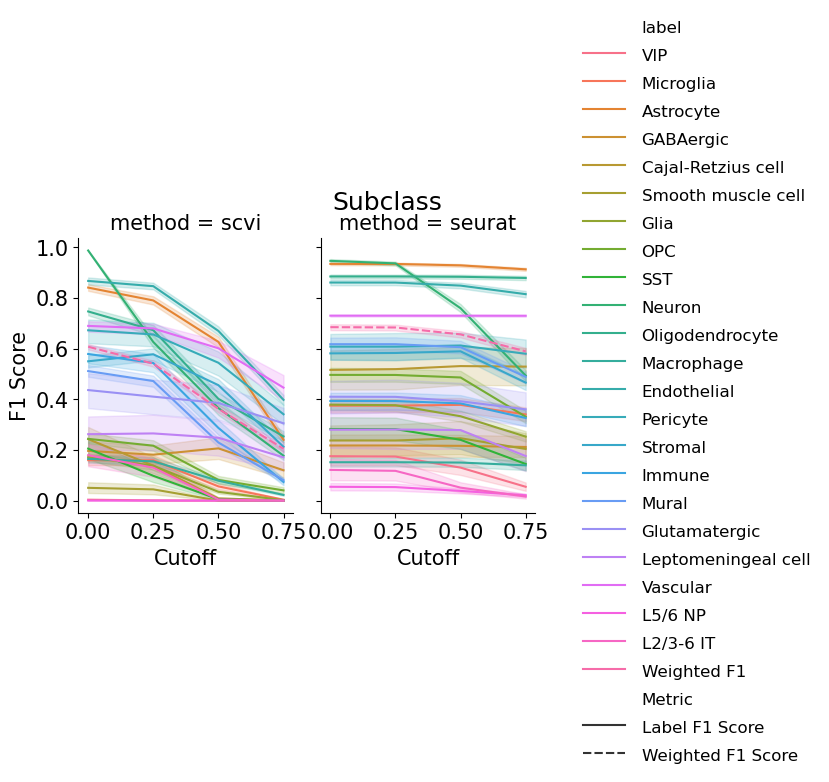 Subclass
method = scvi
method = seurat
F1 Score
1.0
0.8
0.6
0.4
0.2
0.0
0.00 0.25 0.50 0.75
0.00 0.25 0.50 0.75
Cutoff
Cutoff
label
VIP
Microglia
Astrocyte
GABAergic
Cajal-Retzius cell
Smooth muscle cell
Glia
OPC
SST
Neuron
Oligodendrocyte
Macrophage
Endothelial
Pericyte
Stromal
Immune
Mural
Glutamatergic
Leptomeningeal cell
Vascular
L5/6 NP
L2/3-6 IT
Weighted F1
Metric
Label F1 Score
Weighted F1 Score